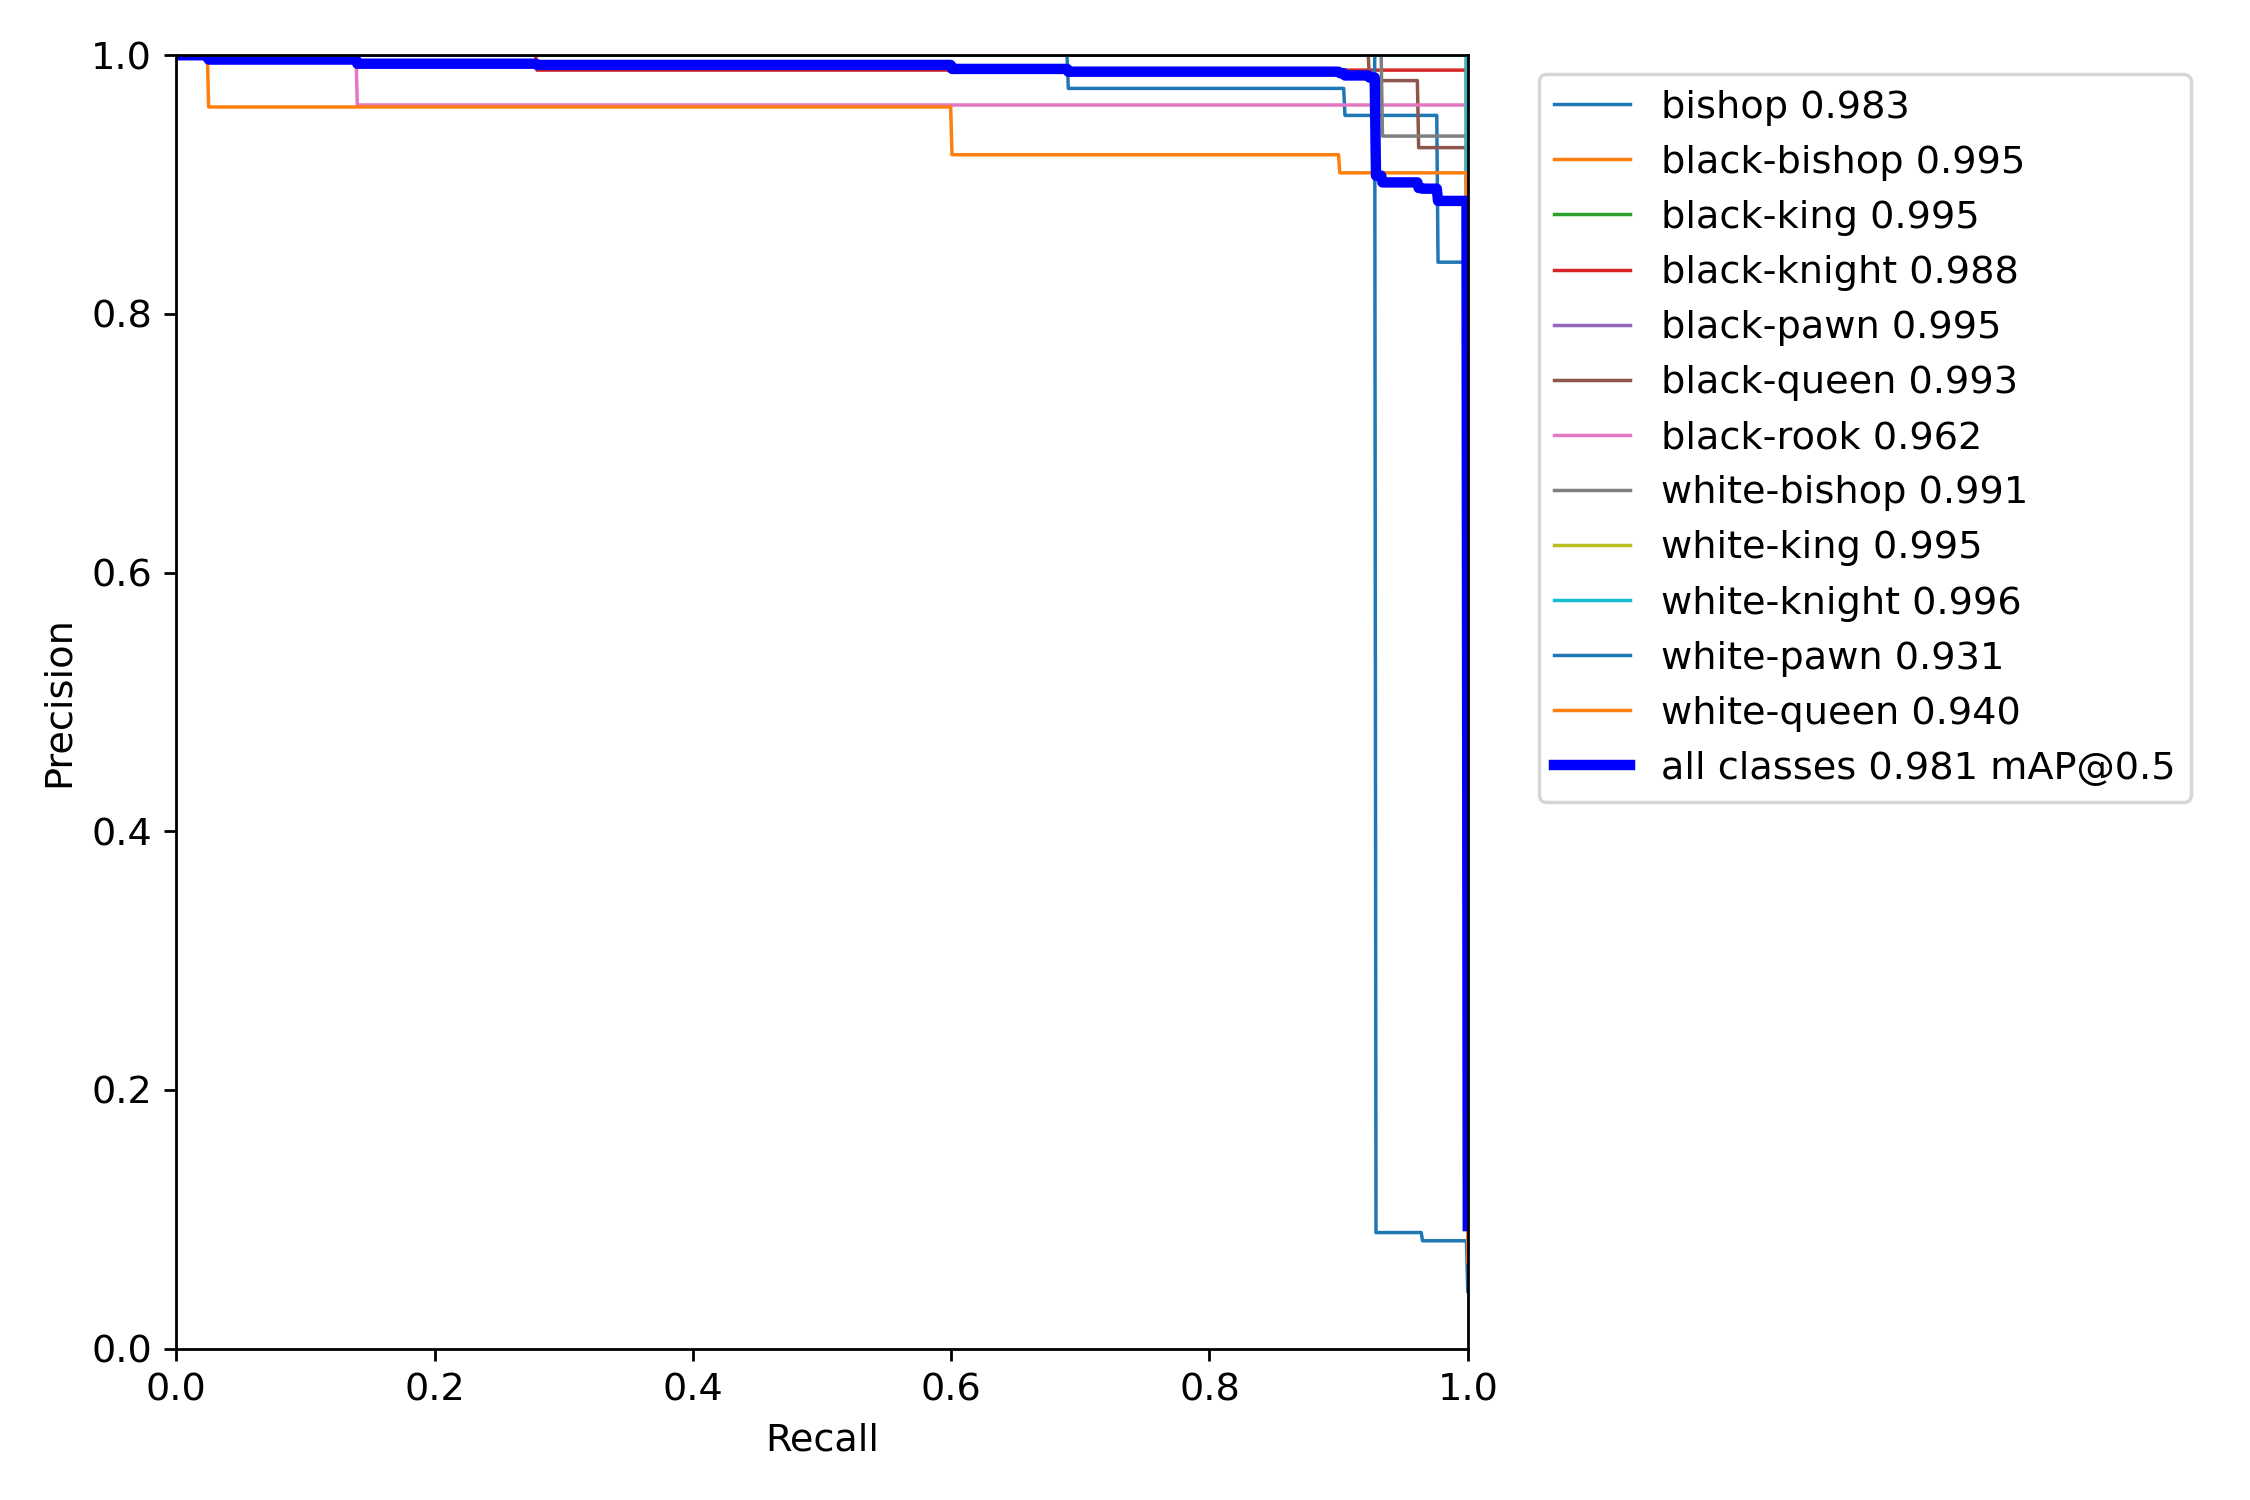 1.0
0.8
0.6
0.4
0.2
0.0
Precision
0.0 0.2 0.4 0.6 0.8 1.0
Recall
bishop 0.983
black-bishop 0.995
black-king 0.995
black-knight 0.988
black-pawn 0.995
black-queen 0.993
black-rook 0.962
white-bishop 0.991
white-king 0.995
white-knight 0.996
white-pawn 0.931
white-queen 0.940
all classes 0.981 mAP@0.5